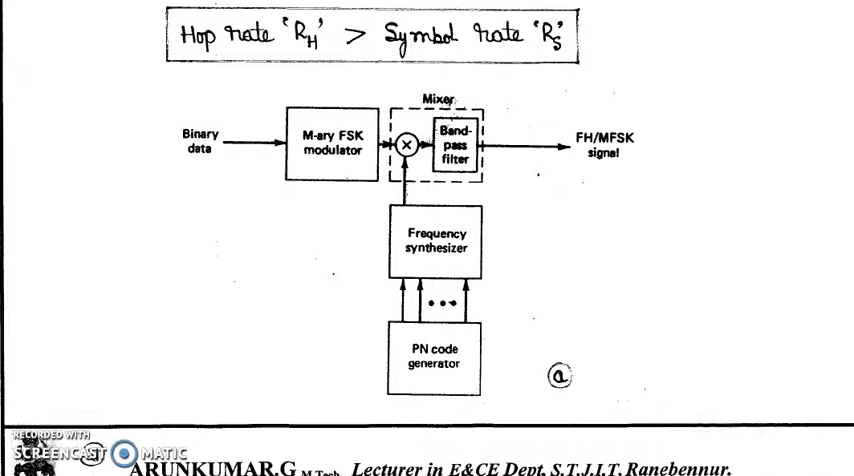 Hop rate 'R_H' > Symbol rate 'R_S'
Mixer
Binary
data
M-ary FSK
modulator
×
Band-
pass
filter
FH/MFSK
signal
Frequency
synthesizer
•••
PN code
generator
a
RECORDED WITH
SCREENCAST O MATIC
ARUNKUMAR.G M.Tech. Lecturer in E&CE Dept. S.T.J.I.T. Ranebennur.